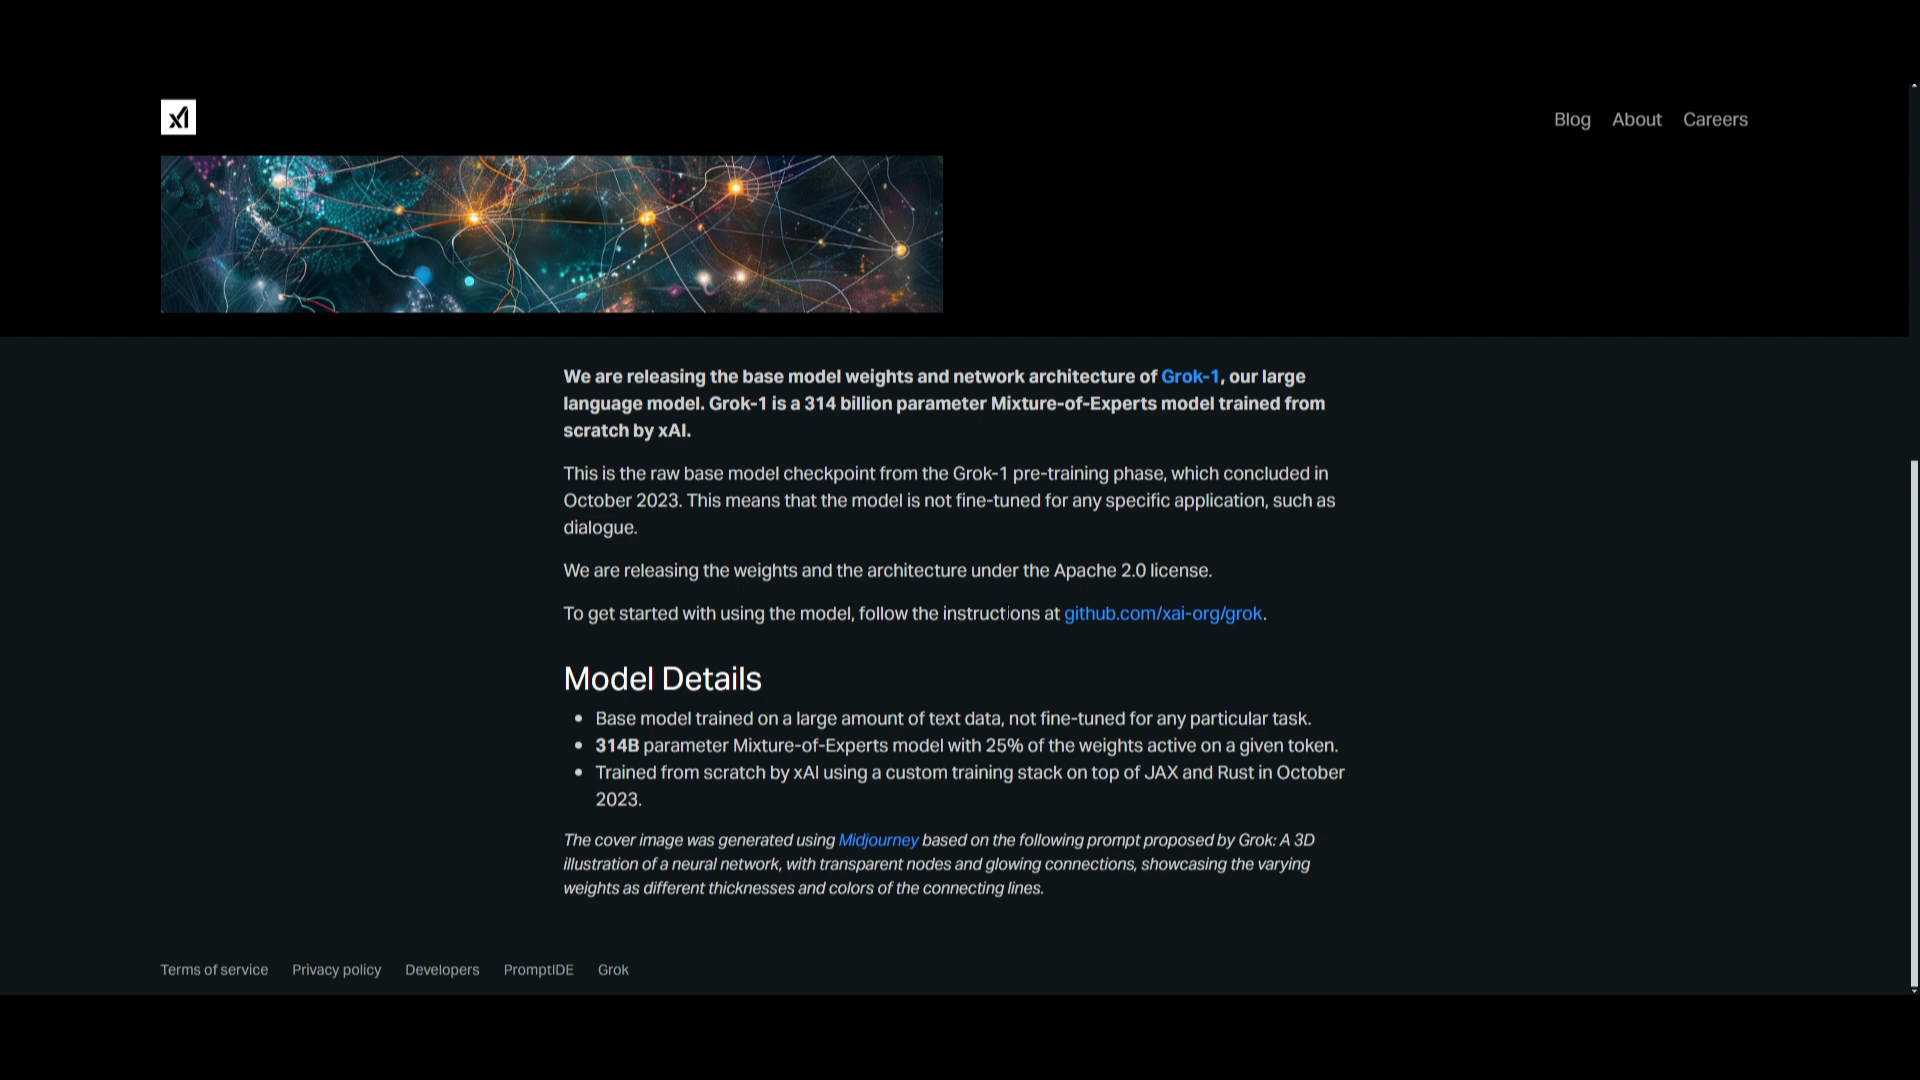 xI
Blog About Careers
We are releasing the base model weights and network architecture of Grok-1, our large
language model. Grok-1 is a 314 billion parameter Mixture-of-Experts model trained from
scratch by xAI.
This is the raw base model checkpoint from the Grok-1 pre-training phase, which concluded in
October 2023. This means that the model is not fine-tuned for any specific application, such as
dialogue.
We are releasing the weights and the architecture under the Apache 2.0 license.
To get started with using the model, follow the instructions at github.com/xai-org/grok.
Model Details
• Base model trained on a large amount of text data, not fine-tuned for any particular task.
• 314B parameter Mixture-of-Experts model with 25% of the weights active on a given token.
• Trained from scratch by xAI using a custom training stack on top of JAX and Rust in October
2023.
The cover image was generated using Midjourney based on the following prompt proposed by Grok: A 3D
illustration of a neural network, with transparent nodes and glowing connections, showcasing the varying
weights as different thicknesses and colors of the connecting lines.
Terms of service Privacy policy Developers PromptIDE Grok